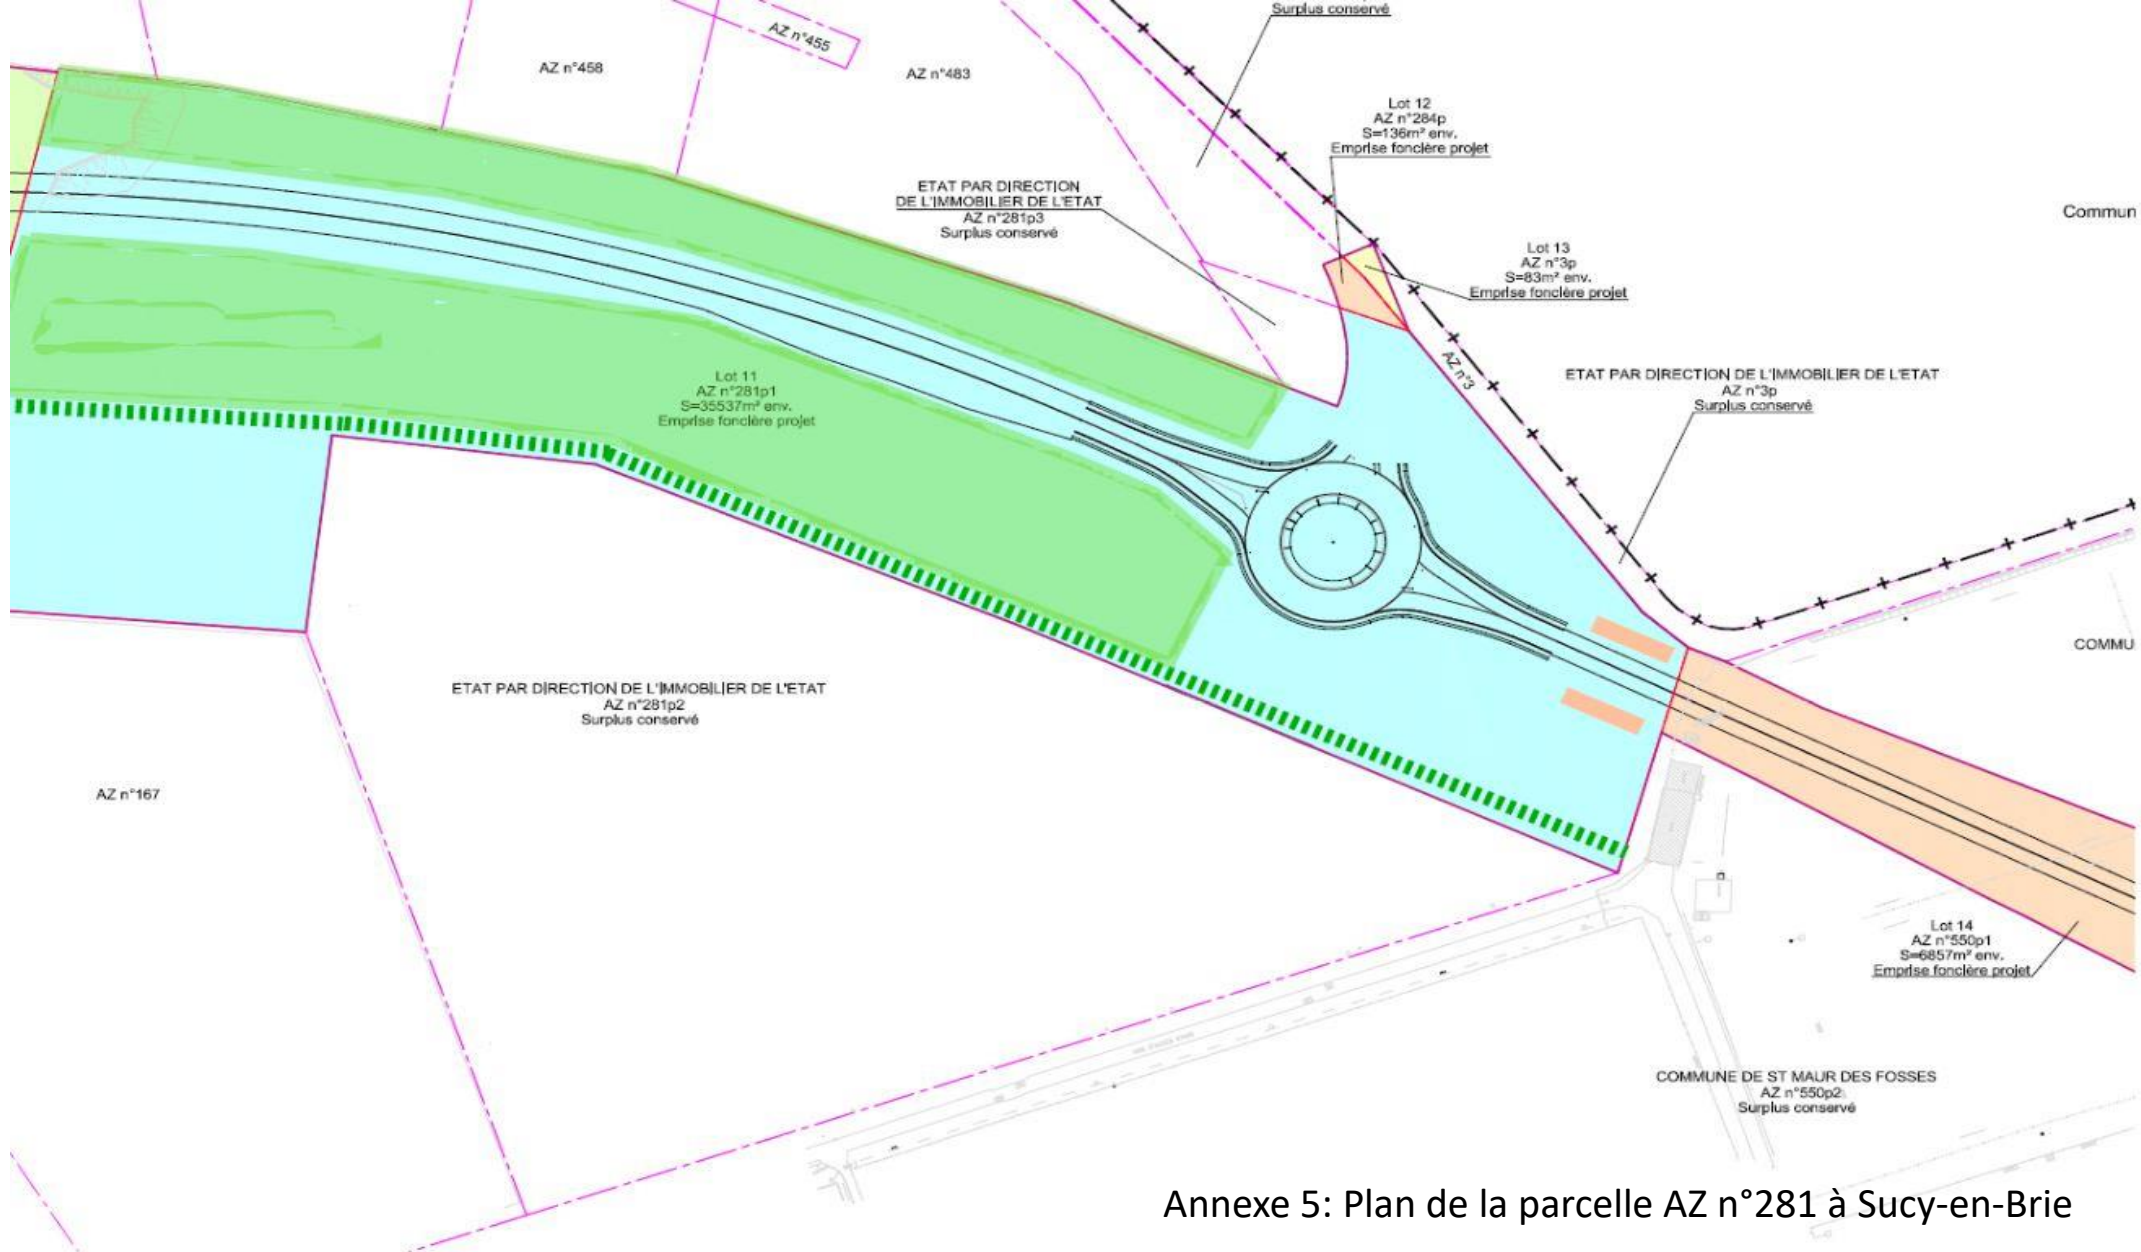 Surplus conservé
AZ n°455
AZ n°458
AZ n°483
Lot 12
AZ n°284p
S=136m² env.
Emprise foncière projet
ETAT PAR DIRECTION
DE L'IMMOBILIER DE L'ETAT
AZ n°281p3
Surplus conservé
Commun
Lot 13
AZ n°3p
S=83m² env.
Emprise foncière projet
AZ n°3
ETAT PAR DIRECTION DE L'IMMOBILIER DE L'ETAT
AZ n°3p
Surplus conservé
Lot 11
AZ n°281p1
S=35537m² env.
Emprise foncière projet
COMMU
ETAT PAR DIRECTION DE L'IMMOBILIER DE L'ETAT
AZ n°281p2
Surplus conservé
AZ n°167
Lot 14
AZ n°550p1
S=6857m² env.
Emprise foncière projet
COMMUNE DE ST MAUR DES FOSSES
AZ n°550p2
Surplus conservé
Annexe 5: Plan de la parcelle AZ n°281 à Sucy-en-Brie